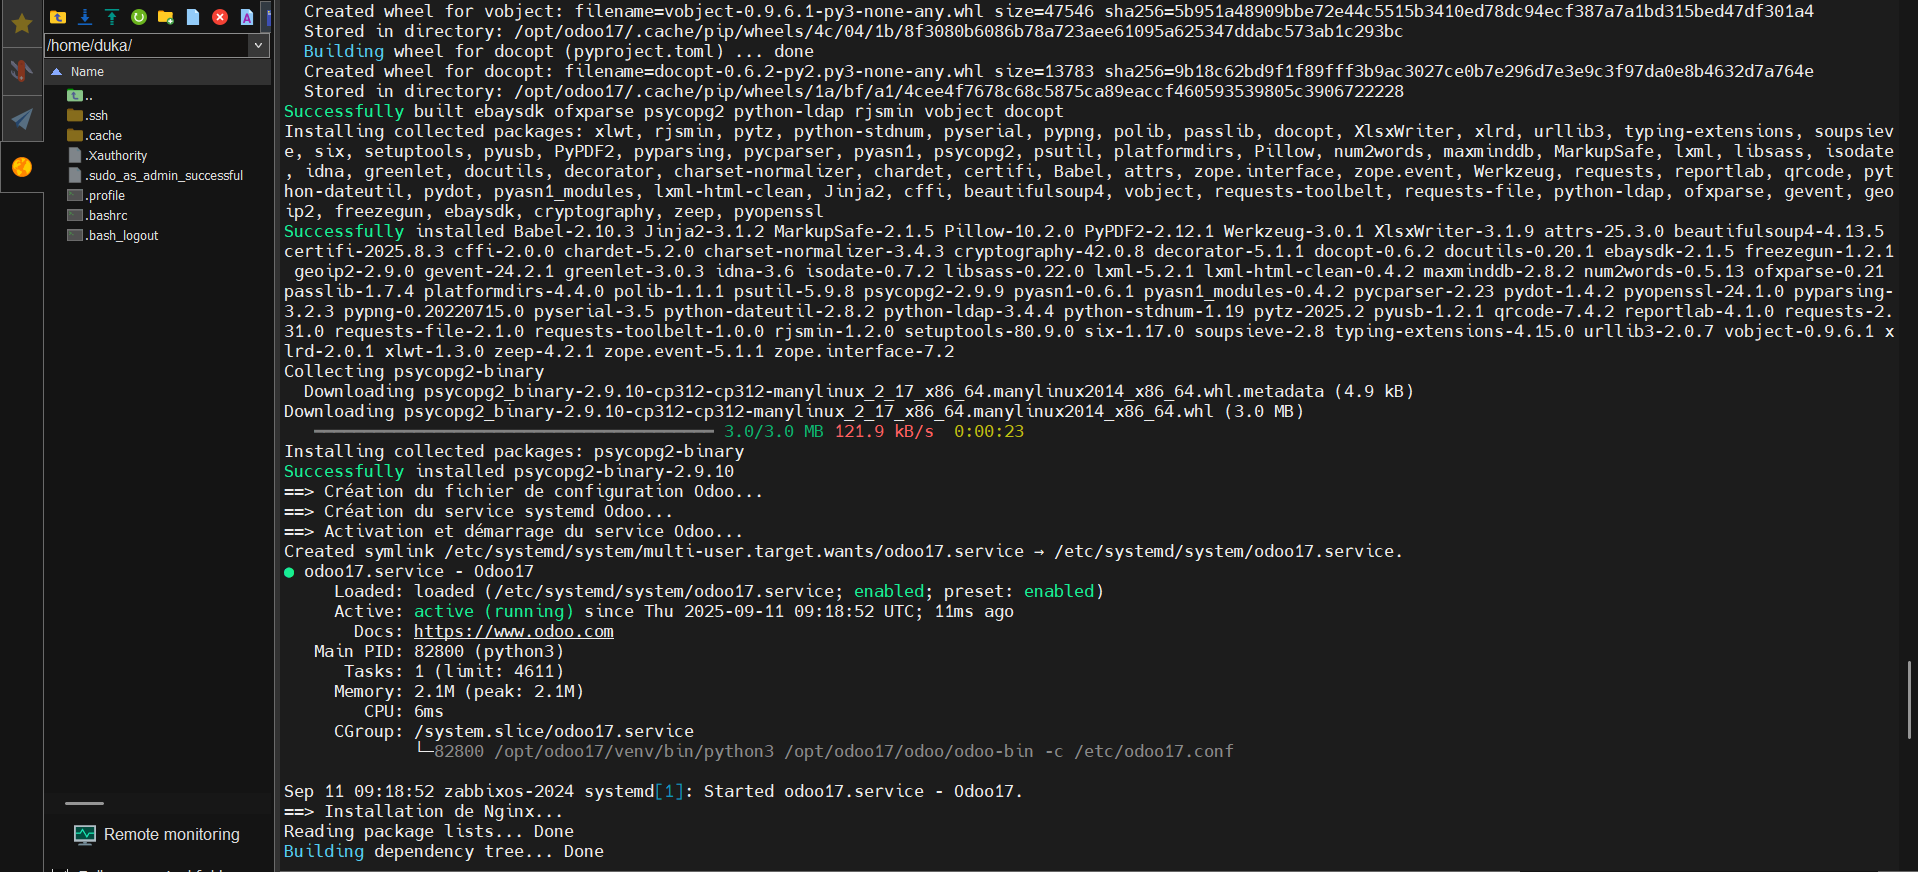 /home/duka/
Name
..
.ssh
.cache
.Xauthority
.sudo_as_admin_successful
.profile
.bashrc
.bash_logout
Remote monitoring
Created wheel for vobject: filename=vobject-0.9.6.1-py3-none-any.whl size=47546 sha256=5b951a48909bbe72e44c5515b3410ed78dc94ecf387a7a1bd315bed47df301a4
Stored in directory: /opt/odoo17/.cache/pip/wheels/4c/04/1b/8f3080b6086b78a723aee61095a625347ddabc573ab1c293bc
Building wheel for docopt (pyproject.toml) ... done
Created wheel for docopt: filename=docopt-0.6.2-py2.py3-none-any.whl size=13783 sha256=9b18c62bd9f1f89fff3b9ac3027ce0b7e296d7e3e9c3f97da0e8b4632d7a764e
Stored in directory: /opt/odoo17/.cache/pip/wheels/1a/bf/a1/4cee4f7678c68c5875ca89eaccf460593539805c3906722228
Successfully built ebaysdk ofxparse psycopg2 python-ldap rjsmin vobject docopt
Installing collected packages: xlwt, rjsmin, pytz, python-stdnum, pyserial, pypng, polib, passlib, docopt, XlsxWriter, xlrd, urllib3, typing-extensions, soupsiev
e, six, setuptools, pyusb, PyPDF2, pyparsing, pycparser, pyasn1, psycopg2, psutil, platformdirs, Pillow, num2words, maxminddb, MarkupSafe, lxml, libsass, isodate
, idna, greenlet, docutils, decorator, charset-normalizer, chardet, certifi, Babel, attrs, zope.interface, zope.event, Werkzeug, requests, reportlab, qrcode, pyt
hon-dateutil, pydot, pyasn1_modules, lxml-html-clean, Jinja2, cffi, beautifulsoup4, vobject, requests-toolbelt, requests-file, python-ldap, ofxparse, gevent, geo
ip2, freezegun, ebaysdk, cryptography, zeep, pyopenssl
Successfully installed Babel-2.10.3 Jinja2-3.1.2 MarkupSafe-2.1.5 Pillow-10.2.0 PyPDF2-2.12.1 Werkzeug-3.0.1 XlsxWriter-3.1.9 attrs-25.3.0 beautifulsoup4-4.13.5
certifi-2025.8.3 cffi-2.0.0 chardet-5.2.0 charset-normalizer-3.4.3 cryptography-42.0.8 decorator-5.1.1 docopt-0.6.2 docutils-0.20.1 ebaysdk-2.1.5 freezegun-1.2.1
geoip2-2.9.0 gevent-24.2.1 greenlet-3.0.3 idna-3.6 isodate-0.7.2 libsass-0.22.0 lxml-5.2.1 lxml-html-clean-0.4.2 maxminddb-2.8.2 num2words-0.5.13 ofxparse-0.21
passlib-1.7.4 platformdirs-4.4.0 polib-1.1.1 psutil-5.9.8 psycopg2-2.9.9 pyasn1-0.6.1 pyasn1_modules-0.4.2 pycparser-2.23 pydot-1.4.2 pyopenssl-24.1.0 pyparsing-
3.2.3 pypng-0.20220715.0 pyserial-3.5 python-dateutil-2.8.2 python-ldap-3.4.4 python-stdnum-1.19 pytz-2025.2 pyusb-1.2.1 qrcode-7.4.2 reportlab-4.1.0 requests-2.
31.0 requests-file-2.1.0 requests-toolbelt-1.0.0 rjsmin-1.2.0 setuptools-80.9.0 six-1.17.0 soupsieve-2.8 typing-extensions-4.15.0 urllib3-2.0.7 vobject-0.9.6.1 x
lrd-2.0.1 xlwt-1.3.0 zeep-4.2.1 zope.event-5.1.1 zope.interface-7.2
Collecting psycopg2-binary
Downloading psycopg2_binary-2.9.10-cp312-cp312-manylinux_2_17_x86_64.manylinux2014_x86_64.whl.metadata (4.9 kB)
Downloading psycopg2_binary-2.9.10-cp312-cp312-manylinux_2_17_x86_64.manylinux2014_x86_64.whl (3.0 MB)
3.0/3.0 MB 121.9 kB/s 0:00:23
Installing collected packages: psycopg2-binary
Successfully installed psycopg2-binary-2.9.10
==> Création du fichier de configuration Odoo...
==> Création du service systemd Odoo...
==> Activation et démarrage du service Odoo...
Created symlink /etc/systemd/system/multi-user.target.wants/odoo17.service → /etc/systemd/system/odoo17.service.
● odoo17.service - Odoo17
Loaded: loaded (/etc/systemd/system/odoo17.service; enabled; preset: enabled)
Active: active (running) since Thu 2025-09-11 09:18:52 UTC; 11ms ago
Docs: https://www.odoo.com
Main PID: 82800 (python3)
Tasks: 1 (limit: 4611)
Memory: 2.1M (peak: 2.1M)
CPU: 6ms
CGroup: /system.slice/odoo17.service
└─82800 /opt/odoo17/venv/bin/python3 /opt/odoo17/odoo/odoo-bin -c /etc/odoo17.conf
Sep 11 09:18:52 zabbixos-2024 systemd[1]: Started odoo17.service - Odoo17.
==> Installation de Nginx...
Reading package lists... Done
Building dependency tree... Done